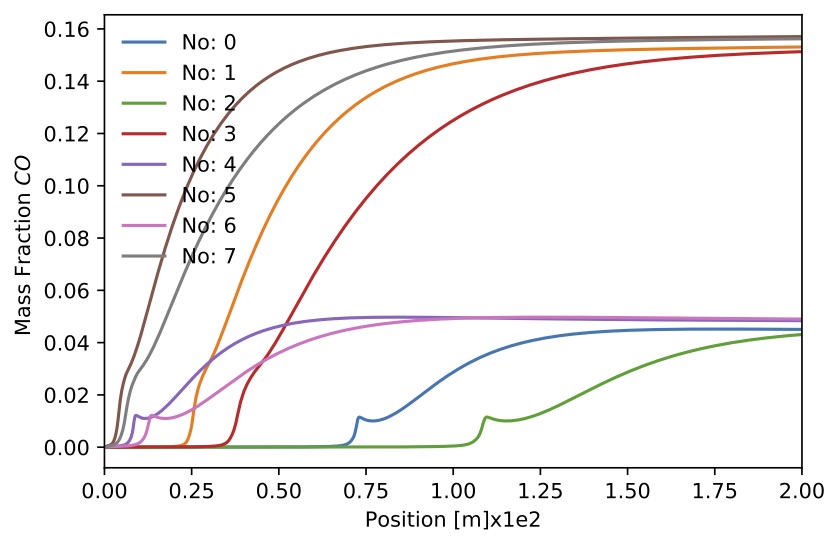 0.16
0.14
0.12
0.10
0.08
0.06
0.04
0.02
0.00
Mass Fraction CO
No: 0
No: 1
No: 2
No: 3
No: 4
No: 5
No: 6
No: 7
0.00 0.25 0.50 0.75 1.00 1.25 1.50 1.75 2.00
Position [m]x1e2